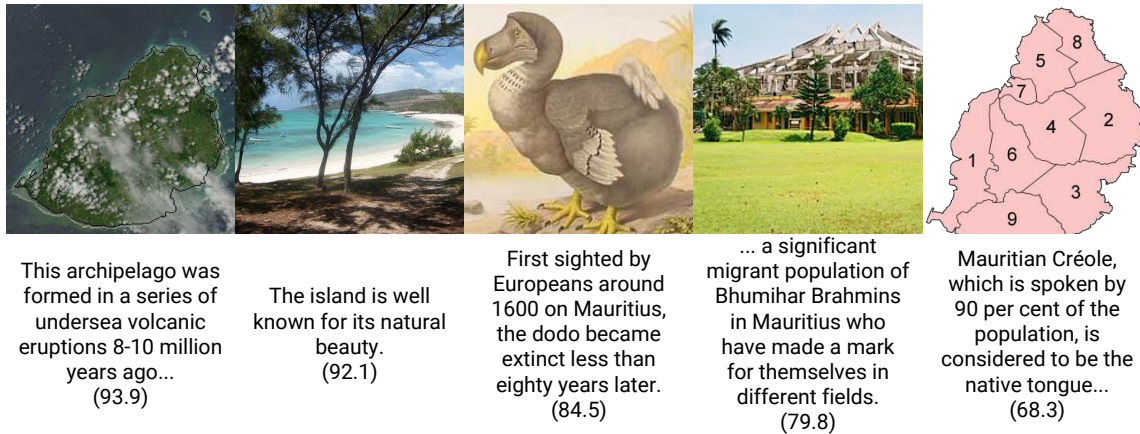 5
8
7
4
2
1
6
3
9
This archipelago was
formed in a series of
undersea volcanic
eruptions 8-10 million
years ago...
(93.9)
The island is well
known for its natural
beauty.
(92.1)
First sighted by
Europeans around
1600 on Mauritius,
the dodo became
extinct less than
eighty years later.
(84.5)
... a significant
migrant population of
Bhumihar Brahmins
in Mauritius who
have made a mark
for themselves in
different fields.
(79.8)
Mauritian Créole,
which is spoken by
90 per cent of the
population, is
considered to be the
native tongue...
(68.3)